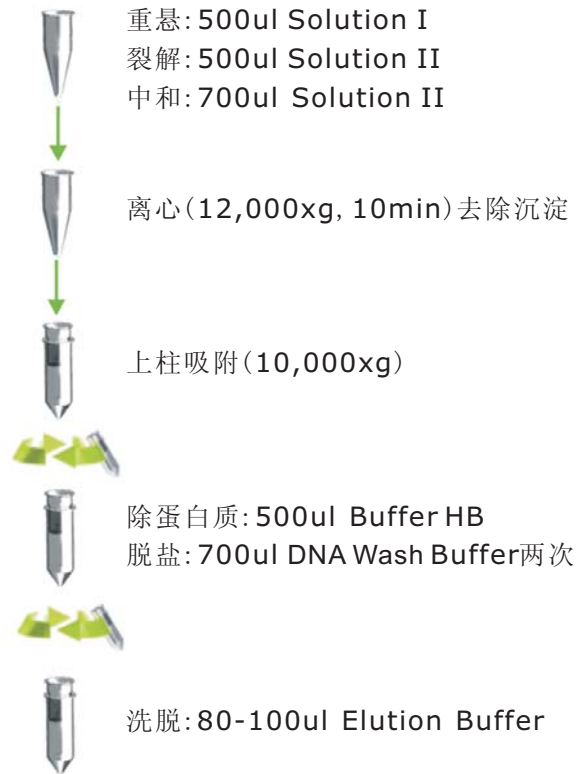 重悬:500ul Solution I
裂解:500ul Solution II
中和:700ul Solution II
离心(12,000xg, 10min)去除沉淀
上柱吸附(10,000xg)
除蛋白质:500ul Buffer HB
脱盐:700ul DNA Wash Buffer两次
洗脱:80-100ul Elution Buffer